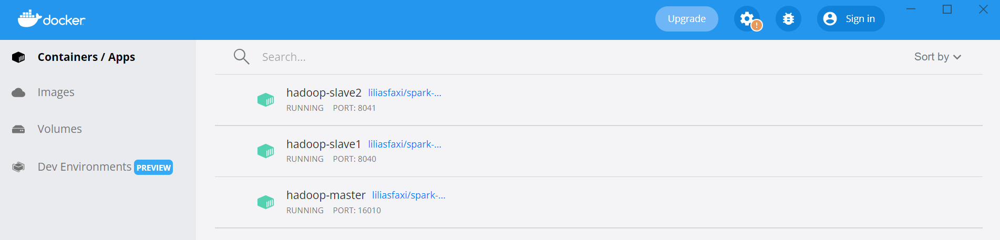 docker
Upgrade
Sign in
Containers / Apps
Images
Volumes
Dev Environments PREVIEW
Search...
Sort by
hadoop-slave2 liliasfaxi/spark-...
RUNNING PORT: 8041
hadoop-slave1 liliasfaxi/spark-...
RUNNING PORT: 8040
hadoop-master liliasfaxi/spark-...
RUNNING PORT: 16010